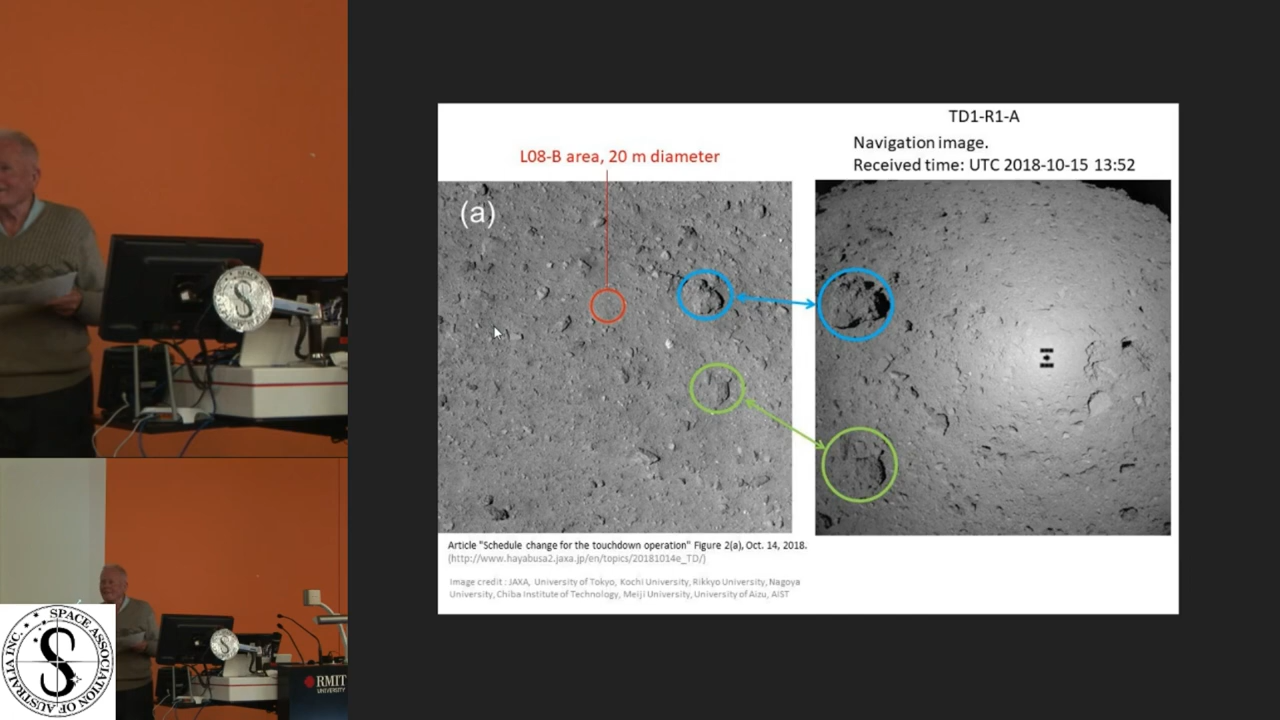 TD1-R1-A
Navigation image.
Received time: UTC 2018-10-15 13:52
L08-B area, 20 m diameter
(a)
Article "Schedule change for the touchdown operation" Figure 2(a), Oct. 14, 2018.
(http://www.hayabusa2.jaxa.jp/en/topics/20181014e_TD/)
Image credit : JAXA, University of Tokyo, Kochi University, Rikkyo University, Nagoya
University, Chiba Institute of Technology, Meiji University, University of Aizu, AIST
S
SPACE ASSOCIATION OF AUSTRALIA INC.
S
RMIT
UNIVERSITY